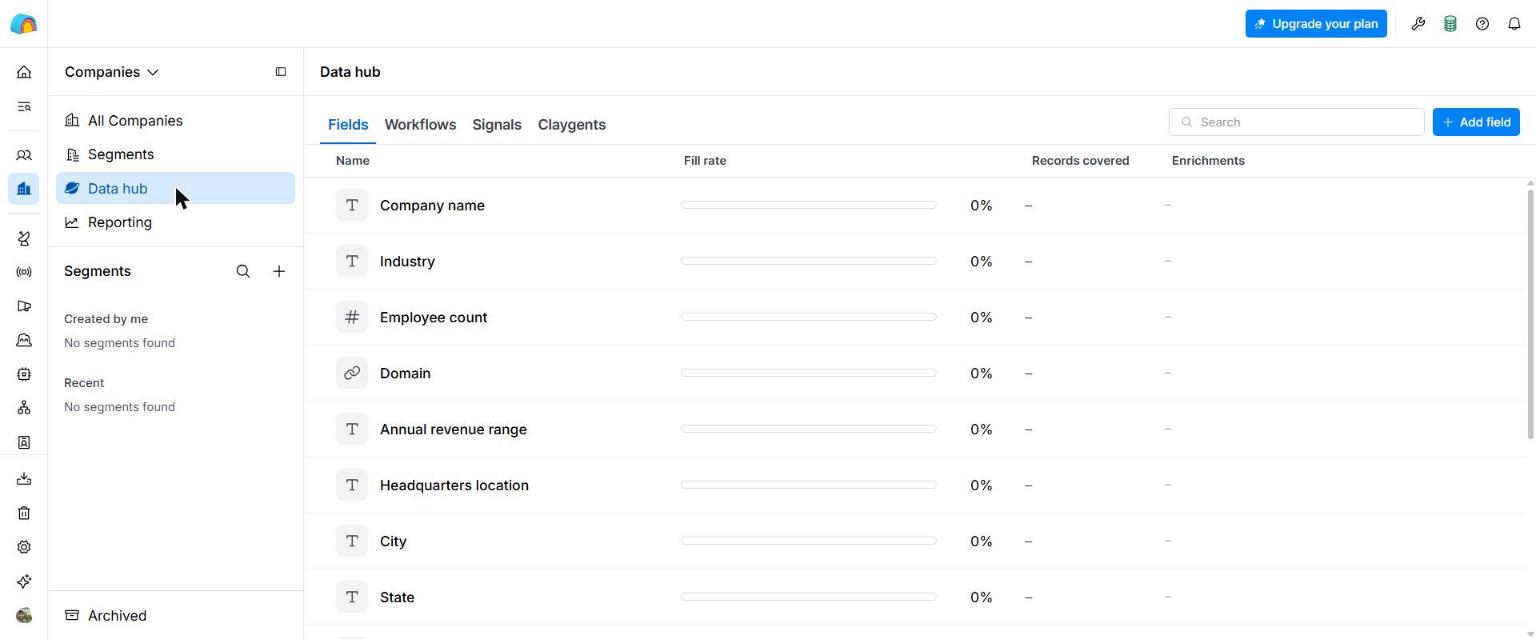 Upgrade your plan
Companies
Data hub
All Companies
Segments
Data hub
Reporting
Segments
Created by me
No segments found
Recent
No segments found
Archived
Fields Workflows Signals Claygents
Search
+ Add field
Name Fill rate Records covered Enrichments
T Company name 0% – –
T Industry 0% – –
# Employee count 0% – –
Domain 0% – –
T Annual revenue range 0% – –
T Headquarters location 0% – –
T City 0% – –
T State 0% – –